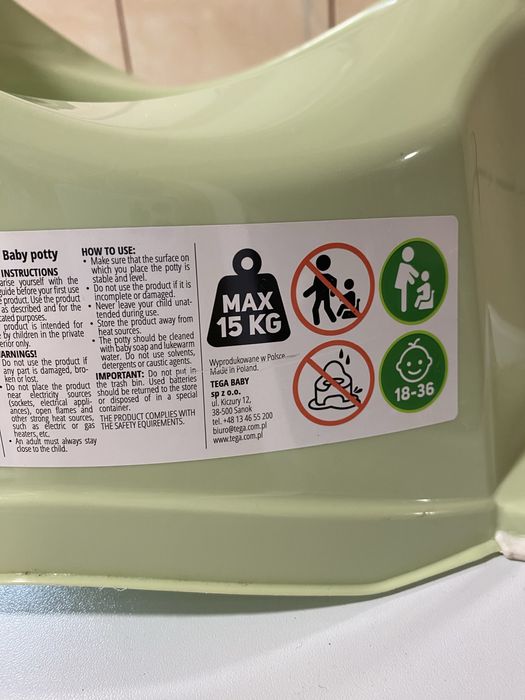 Baby potty
INSTRUCTIONS
yourself with the
guide before your first use
product. Use the product
as described and for the
purposes.
product is intended for
by children in the private
only.
Do not use the product if
any part is damaged, bro-
ken or lost.
Do not place the product
near electricity sources
(sockets, electrical appli-
ances), open flames and
other strong heat sources,
such as electric or gas
heaters, etc.
• An adult must always stay
close to the child.
HOW TO USE:
• Make sure that the surface on
which you place the potty is
stable and level.
• Do not use the product if it is
incomplete or damaged.
• Never leave your child unat-
tended during use.
• Store the product away from
heat sources.
• The potty should be cleaned
with baby soap and lukewarm
water. Do not use solvents,
detergents or caustic agents.
IMPORTANT: Do not put in
the trash bin. Used batteries
should be returned to the store
or disposed of in a special
container.
THE PRODUCT COMPLIES WITH
THE SAFETY EQUIREMENTS.
MAX
15 KG
Wyprodukowane w Polsce
Made in Poland.
TEGA BABY
sp z o.o.
ul. Kiczury 12,
38-500 Sanok
tel. +48 13 46 55 200
biuro@tega.com.pl
www.tega.com.pl
18-36